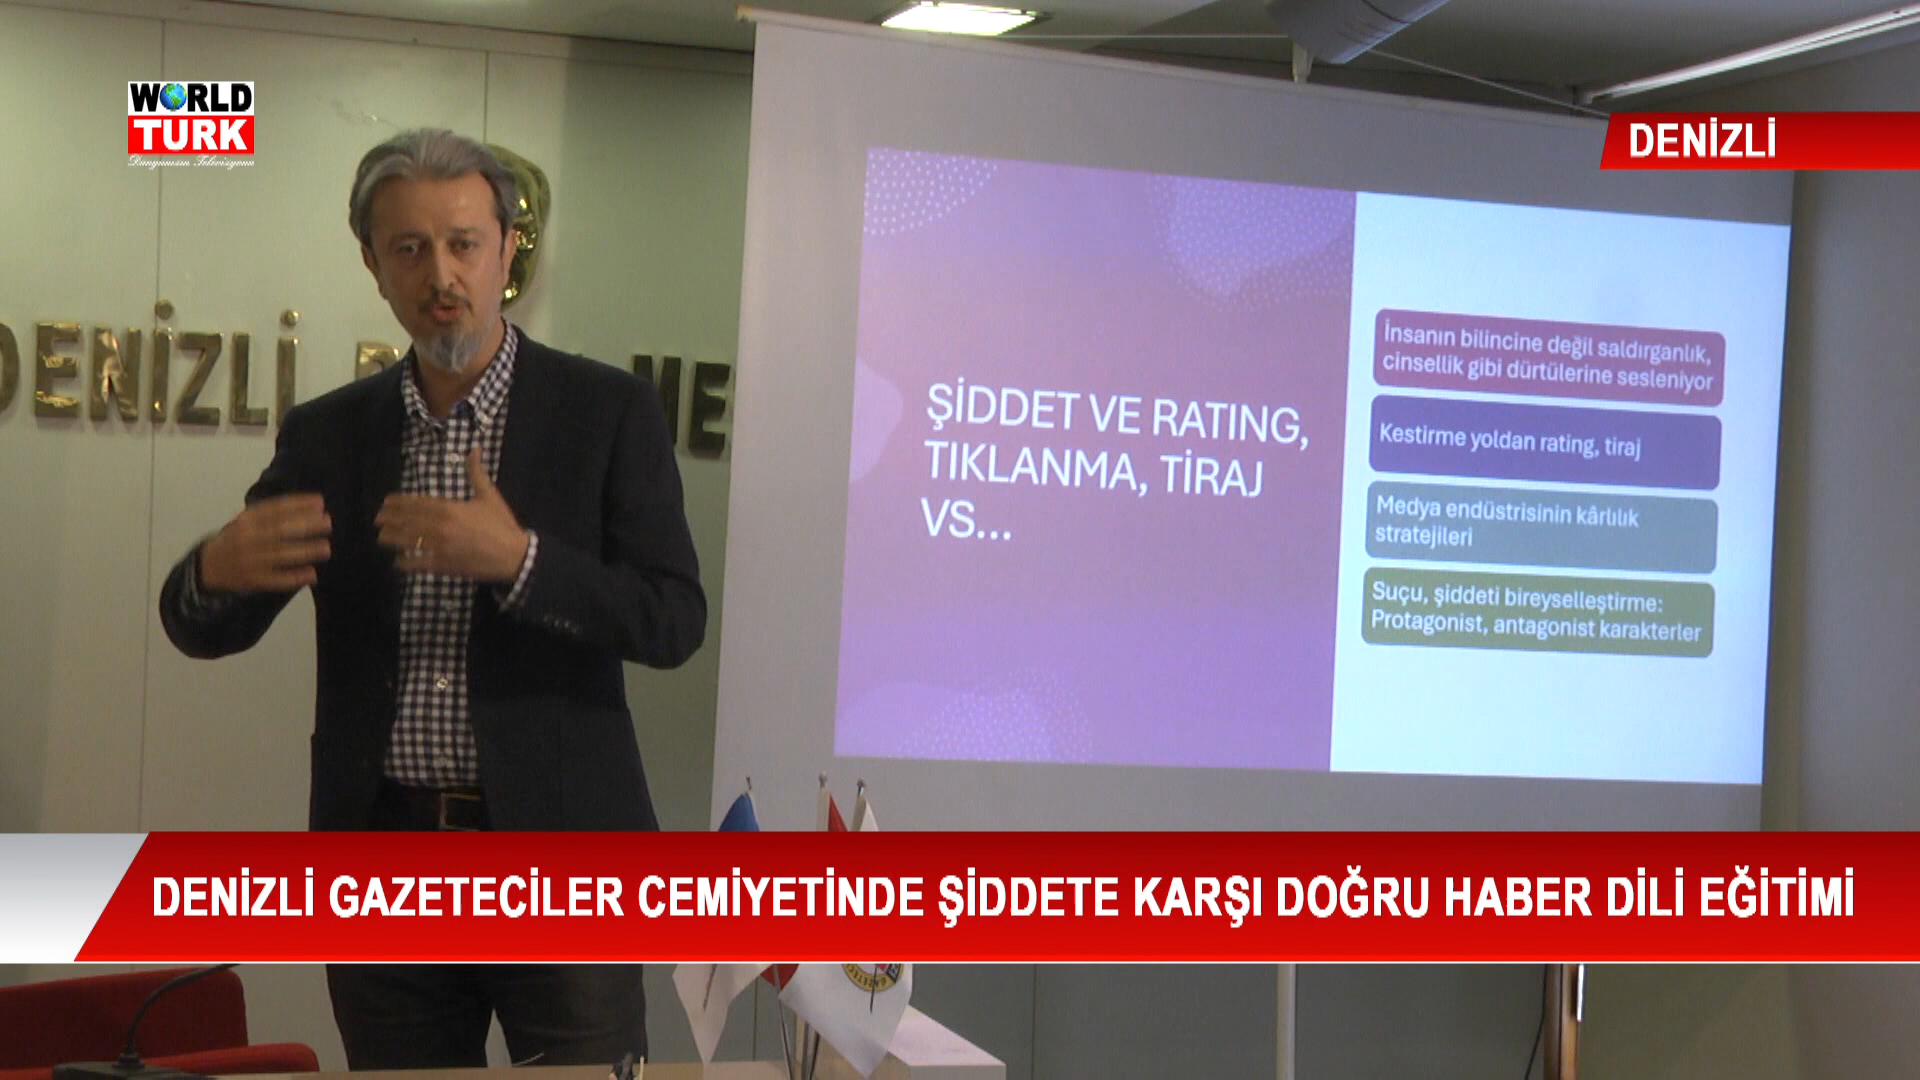 WORLD
TURK
Dünyamızın Televizyonu
DENİZLİ
DENİZLİ
ŞİDDET VE RATING,
TIKLANMA, TİRAJ
VS...
İnsanın bilincine değil saldırganlık,
cinsellik gibi dürtülerine sesleniyor
Kestirme yoldan rating, tiraj
Medya endüstrisinin kârlılık
stratejileri
Suçu, şiddeti bireyselleştirme:
Protagonist, antagonist karakterler
DENİZLİ GAZETECİLER CEMİYETİNDE ŞİDDETE KARŞI DOĞRU HABER DİLİ EĞİTİMİ